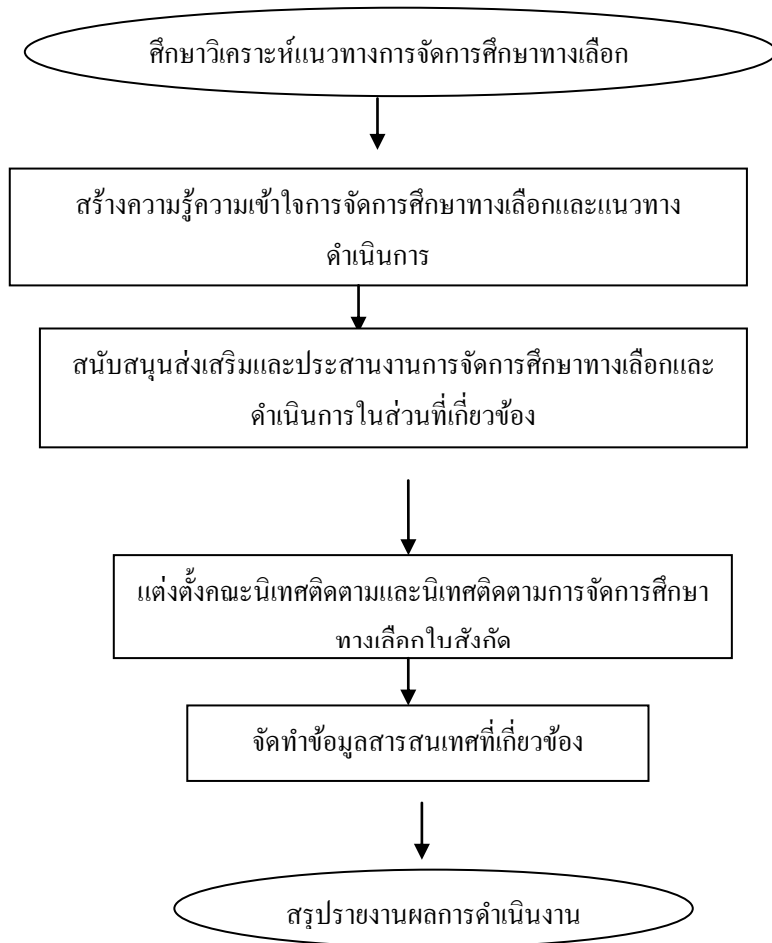 ศึกษาวิเคราะห์แนวทางการจัดการศึกษาทางเลือก
สร้างความรู้ความเข้าใจการจัดการศึกษาทางเลือกและแนวทาง
ดำเนินการ
สนับสนุนส่งเสริมและประสานงานการจัดการศึกษาทางเลือกและ
ดำเนินการในส่วนที่เกี่ยวข้อง
แต่งตั้งคณะนิเทศติดตามและนิเทศติดตามการจัดการศึกษา
ทางเลือกในสังกัด
จัดทำข้อมูลสารสนเทศที่เกี่ยวข้อง
สรุปรายงานผลการดำเนินงาน